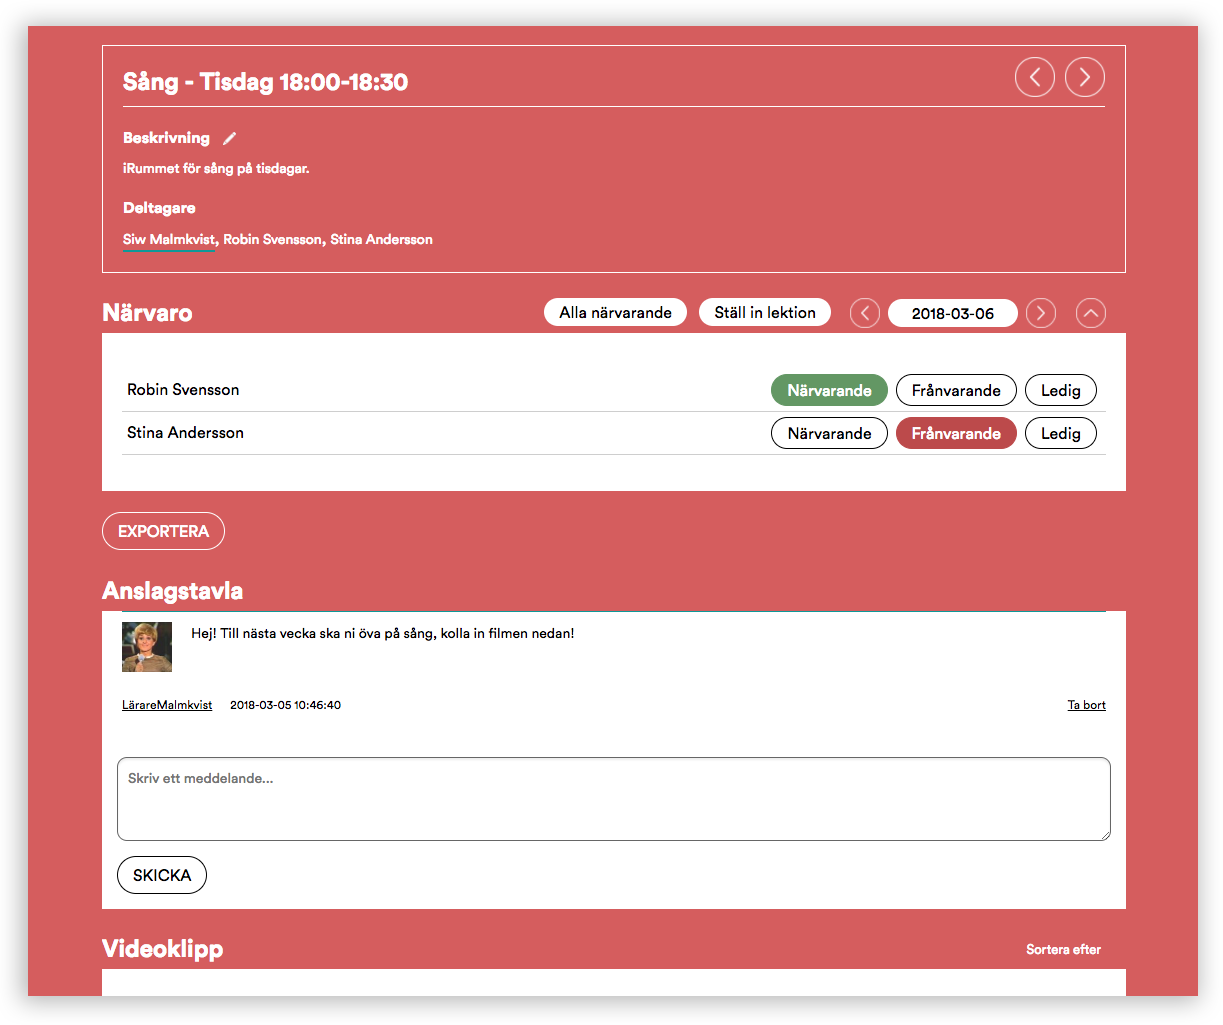 Sång - Tisdag 18:00-18:30
Beskrivning
iRummet för sång på tisdagar.
Deltagare
Siw Malmkvist, Robin Svensson, Stina Andersson
Närvaro Alla närvarande Ställ in lektion 2018-03-06
Robin Svensson Närvarande Frånvarande Ledig
Stina Andersson Närvarande Frånvarande Ledig
EXPORTERA
Anslagstavla
Hej! Till nästa vecka ska ni öva på sång, kolla in filmen nedan!
LärareMalmkvist 2018-03-05 10:46:40 Ta bort
Skriv ett meddelande...
SKICKA
Videoklipp Sortera efter